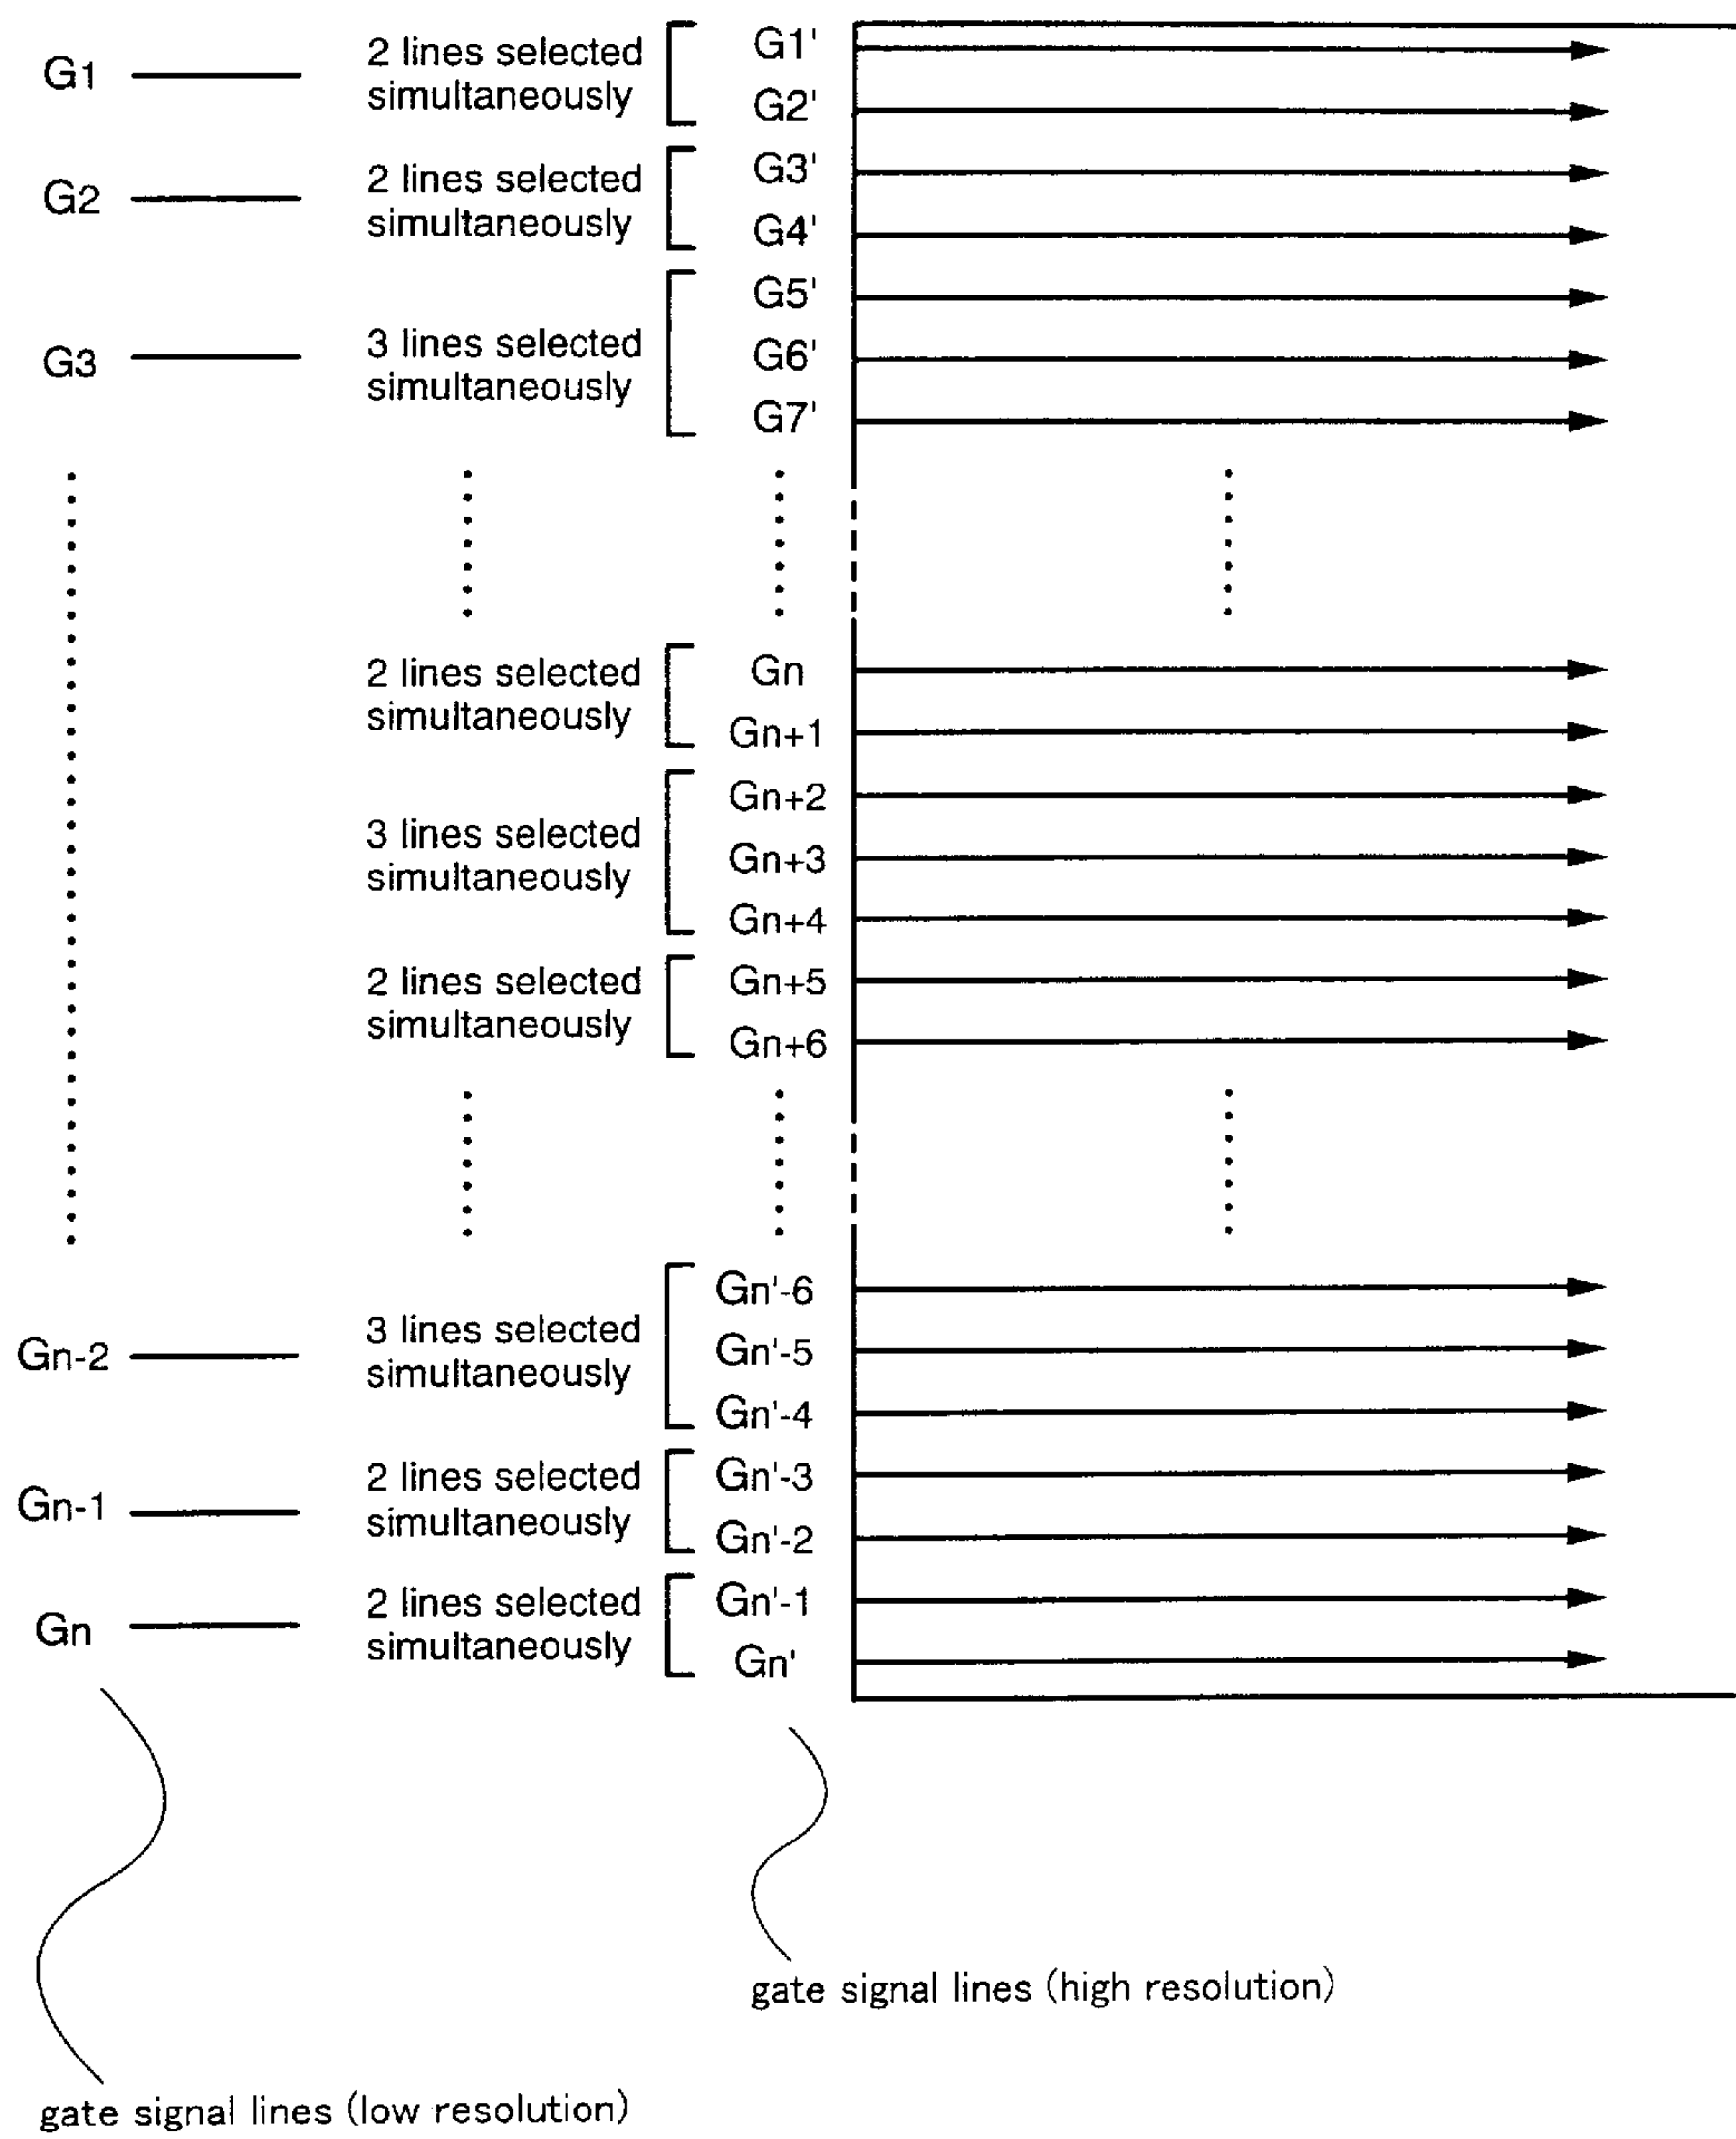 G1
2 lines selected
simultaneously
G1'
G2'
G2
2 lines selected
simultaneously
G3'
G4'
G3
3 lines selected
simultaneously
G5'
G6'
G7'
2 lines selected
simultaneously
Gn
Gn+1
3 lines selected
simultaneously
Gn+2
Gn+3
Gn+4
2 lines selected
simultaneously
Gn+5
Gn+6
Gn-2
3 lines selected
simultaneously
Gn'-6
Gn'-5
Gn'-4
Gn-1
2 lines selected
simultaneously
Gn'-3
Gn'-2
Gn
2 lines selected
simultaneously
Gn'-1
Gn'
gate signal lines (high resolution)
gate signal lines (low resolution)